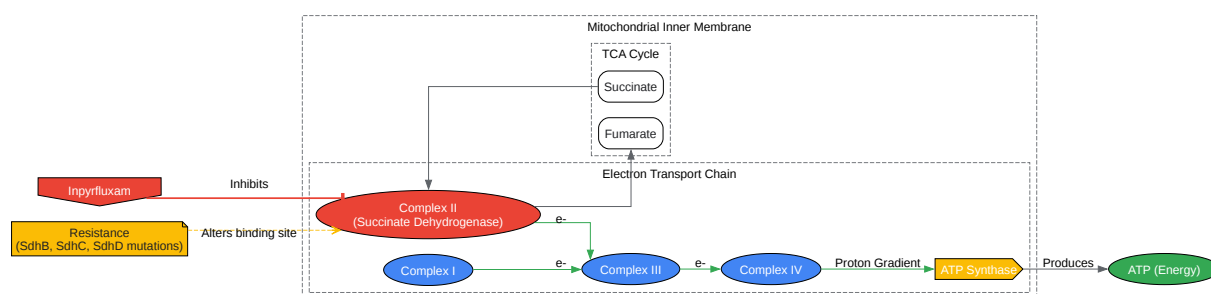 Mitochondrial Inner Membrane
TCA Cycle
Succinate
Fumarate
Electron Transport Chain
Inpyrfluxam
Inhibits
Complex II
(Succinate Dehydrogenase)
e-
Resistance
(SdhB, SdhC, SdhD mutations)
Alters binding site
Complex I
e-
Complex III
e-
Complex IV
Proton Gradient
ATP Synthase
Produces
ATP (Energy)